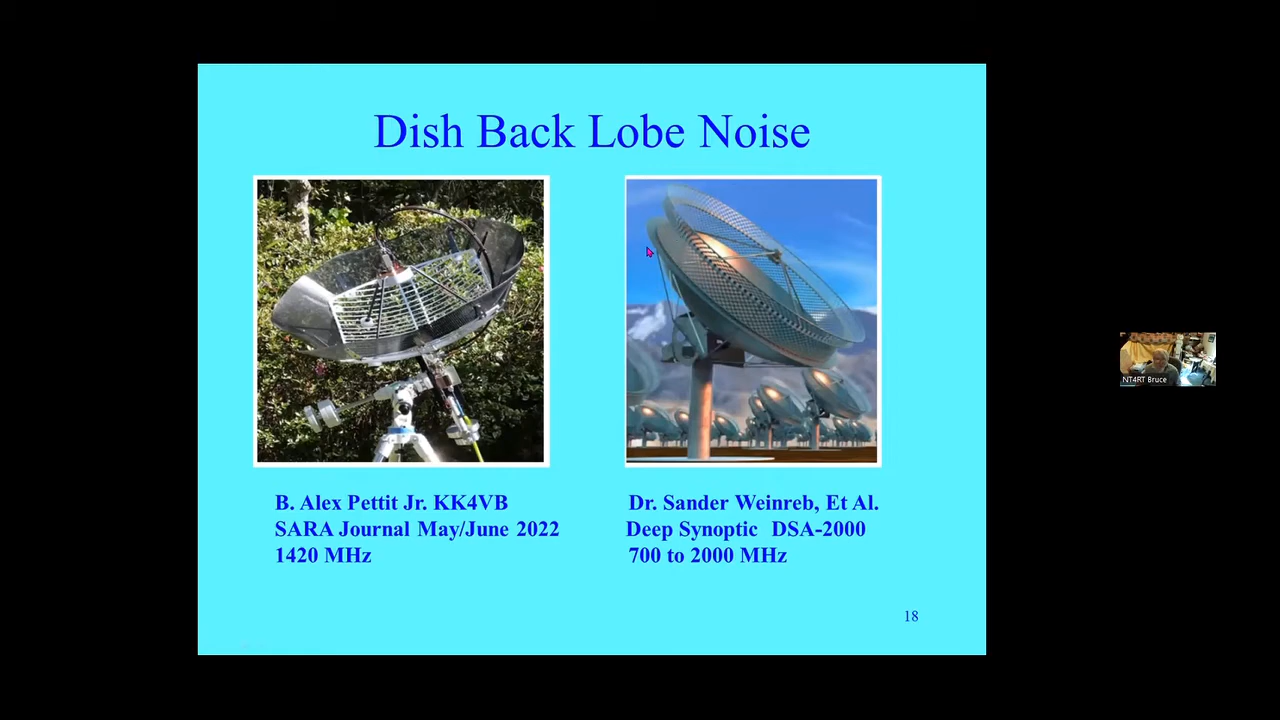 Dish Back Lobe Noise
B. Alex Pettit Jr. KK4VB
SARA Journal May/June 2022
1420 MHz
Dr. Sander Weinreb, Et Al.
Deep Synoptic DSA-2000
700 to 2000 MHz
18
NT4RT Bruce